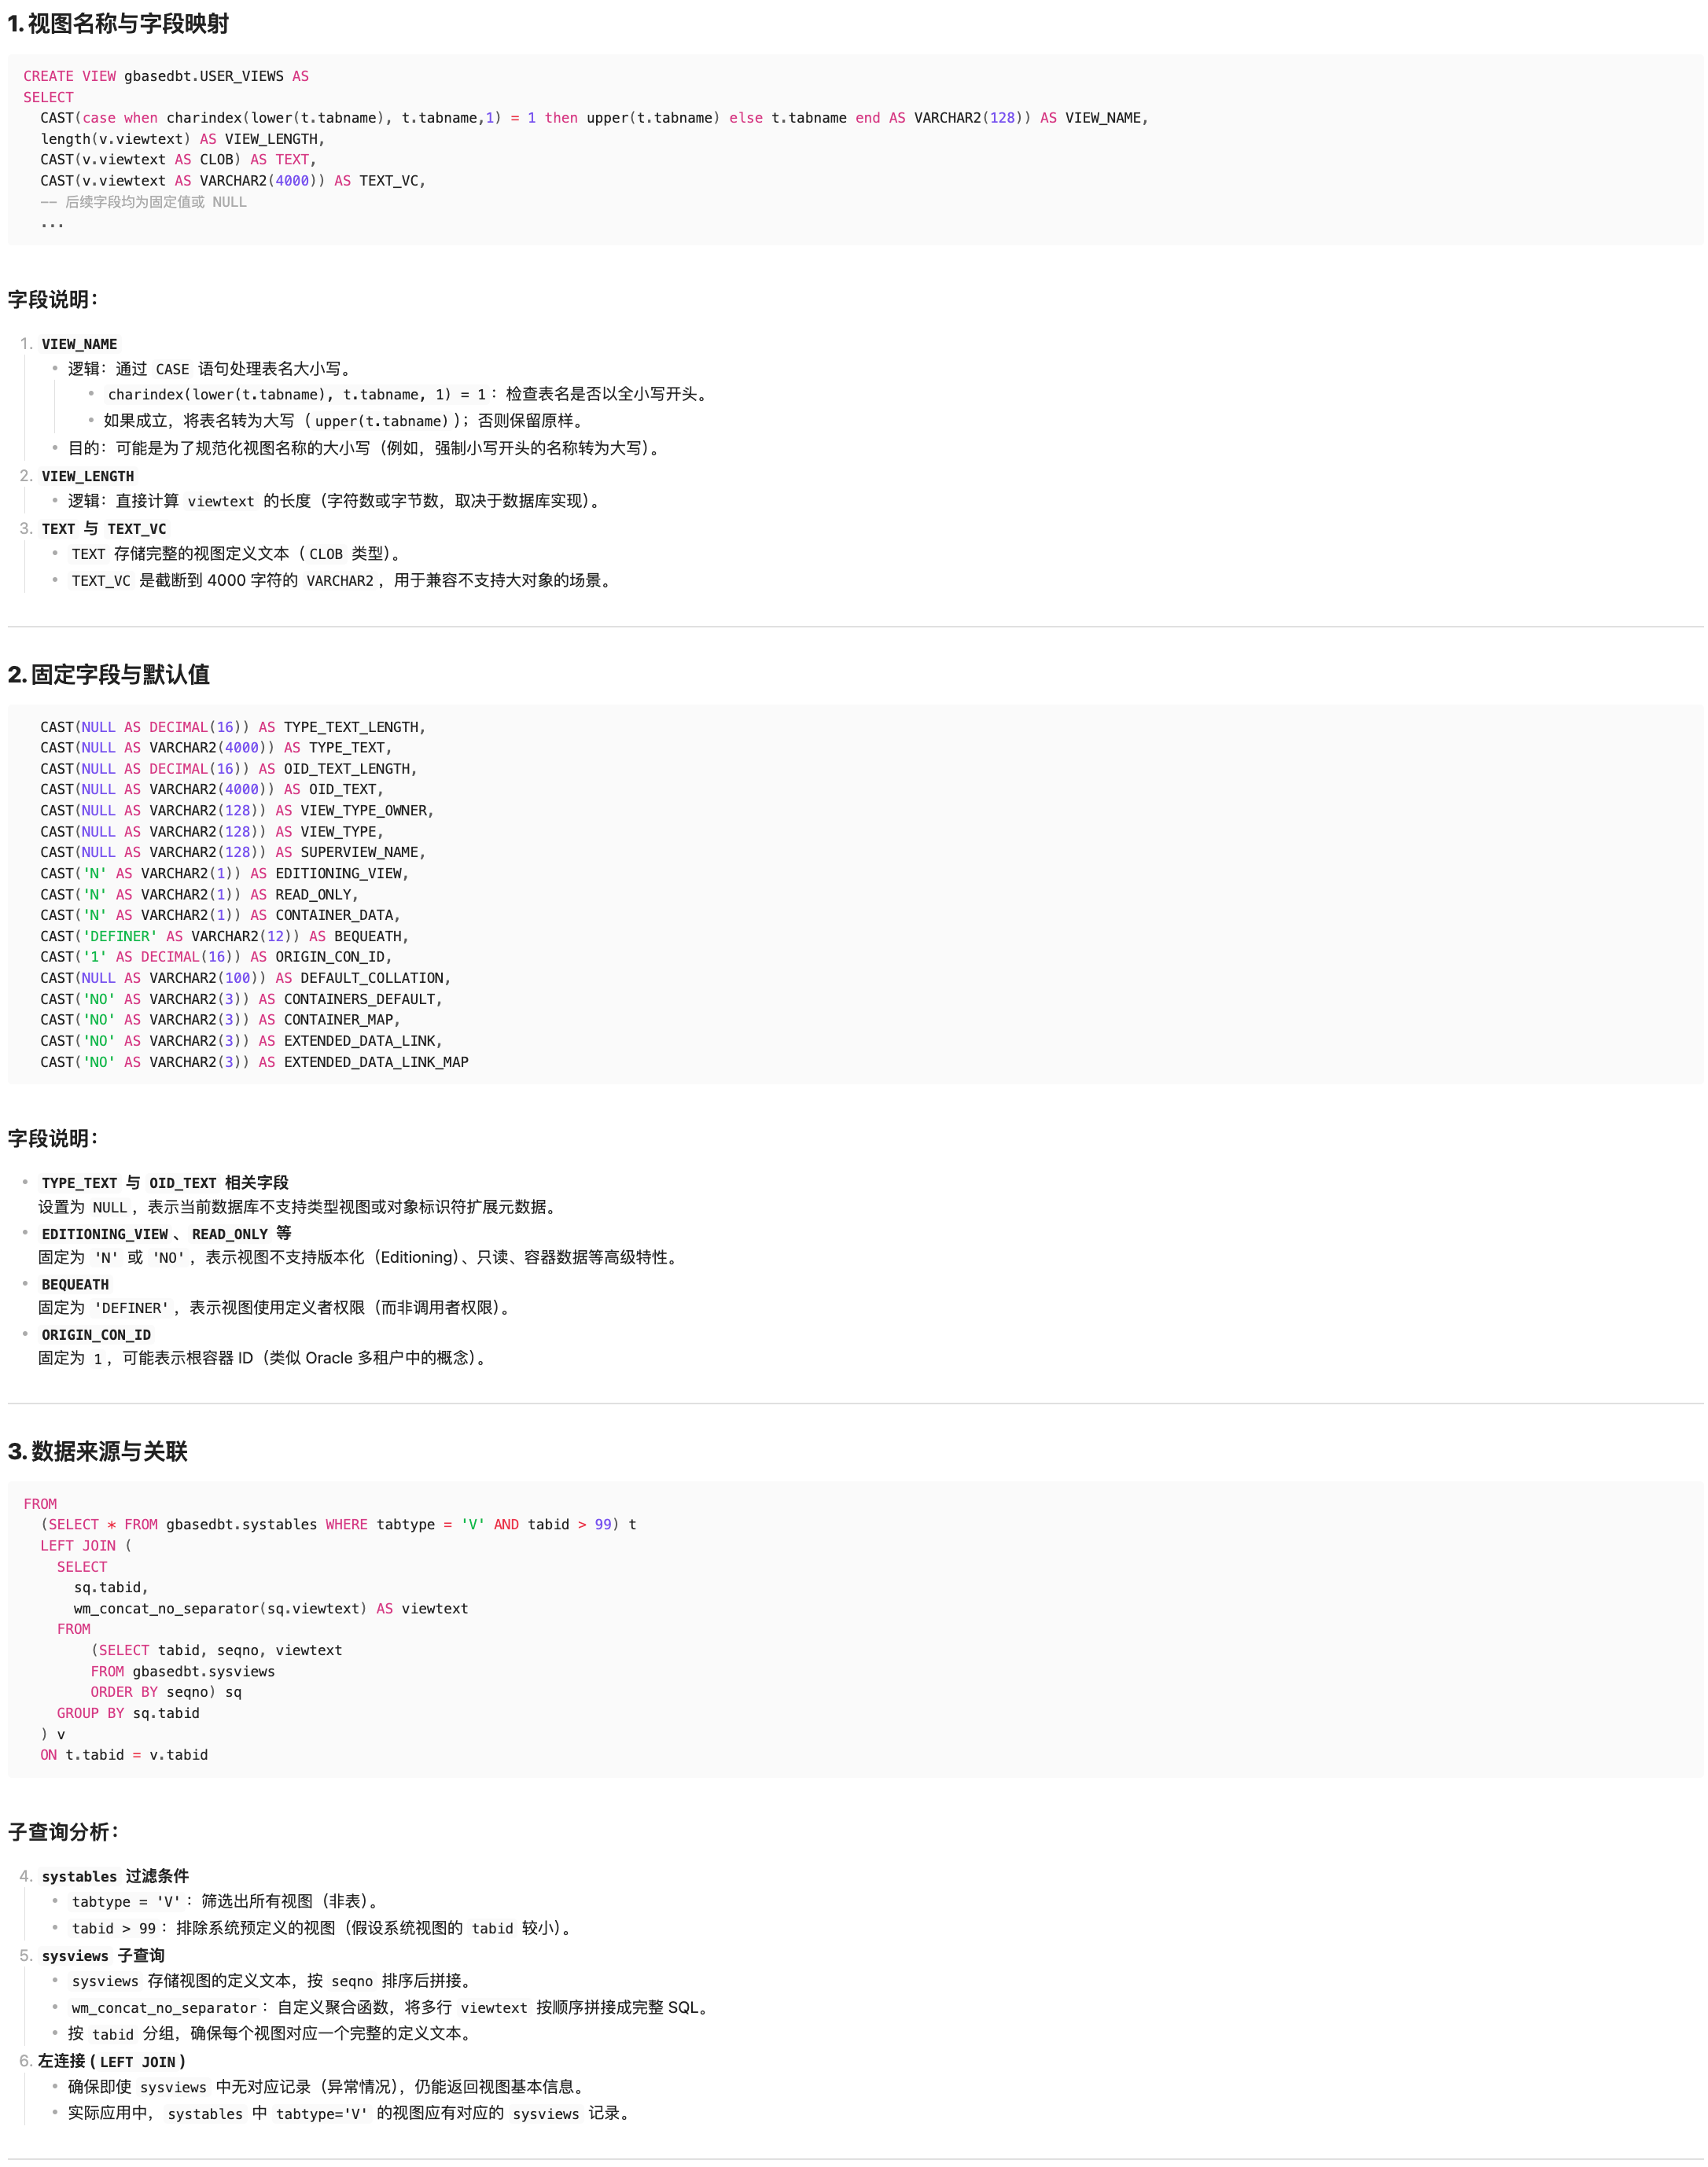 1. 视图名称与字段映射
CREATE VIEW gbasedbt.USER_VIEWS AS
SELECT
  CAST(case when charindex(lower(t.tabname), t.tabname,1) = 1 then upper(t.tabname) else t.tabname end AS VARCHAR2(128)) AS VIEW_NAME,
  length(v.viewtext) AS VIEW_LENGTH,
  CAST(v.viewtext AS CLOB) AS TEXT,
  CAST(v.viewtext AS VARCHAR2(4000)) AS TEXT_VC,
  -- 后续字段均为固定值或 NULL
  ...
字段说明：
1. VIEW_NAME
• 逻辑：通过 CASE 语句处理表名大小写。
• charindex(lower(t.tabname), t.tabname, 1) = 1：检查表名是否以全小写开头。
• 如果成立，将表名转为大写（upper(t.tabname)）；否则保留原样。
• 目的：可能是为了规范化视图名称的大小写（例如，强制小写开头的名称转为大写）。
2. VIEW_LENGTH
• 逻辑：直接计算 viewtext 的长度（字符数或字节数，取决于数据库实现）。
3. TEXT 与 TEXT_VC
• TEXT 存储完整的视图定义文本（CLOB 类型）。
• TEXT_VC 是截断到 4000 字符的 VARCHAR2，用于兼容不支持大对象的场景。
2. 固定字段与默认值
  CAST(NULL AS DECIMAL(16)) AS TYPE_TEXT_LENGTH,
  CAST(NULL AS VARCHAR2(4000)) AS TYPE_TEXT,
  CAST(NULL AS DECIMAL(16)) AS OID_TEXT_LENGTH,
  CAST(NULL AS VARCHAR2(4000)) AS OID_TEXT,
  CAST(NULL AS VARCHAR2(128)) AS VIEW_TYPE_OWNER,
  CAST(NULL AS VARCHAR2(128)) AS VIEW_TYPE,
  CAST(NULL AS VARCHAR2(128)) AS SUPERVIEW_NAME,
  CAST('N' AS VARCHAR2(1)) AS EDITIONING_VIEW,
  CAST('N' AS VARCHAR2(1)) AS READ_ONLY,
  CAST('N' AS VARCHAR2(1)) AS CONTAINER_DATA,
  CAST('DEFINER' AS VARCHAR2(12)) AS BEQUEATH,
  CAST('1' AS DECIMAL(16)) AS ORIGIN_CON_ID,
  CAST(NULL AS VARCHAR2(100)) AS DEFAULT_COLLATION,
  CAST('NO' AS VARCHAR2(3)) AS CONTAINERS_DEFAULT,
  CAST('NO' AS VARCHAR2(3)) AS CONTAINER_MAP,
  CAST('NO' AS VARCHAR2(3)) AS EXTENDED_DATA_LINK,
  CAST('NO' AS VARCHAR2(3)) AS EXTENDED_DATA_LINK_MAP
字段说明：
• TYPE_TEXT 与 OID_TEXT 相关字段
设置为 NULL，表示当前数据库不支持类型视图或对象标识符扩展元数据。
• EDITIONING_VIEW、READ_ONLY 等
固定为 'N' 或 'NO'，表示视图不支持版本化（Editioning）、只读、容器数据等高级特性。
• BEQUEATH
固定为 'DEFINER'，表示视图使用定义者权限（而非调用者权限）。
• ORIGIN_CON_ID
固定为 1，可能表示根容器 ID（类似 Oracle 多租户中的概念）。
3. 数据来源与关联
FROM
  (SELECT * FROM gbasedbt.systables WHERE tabtype = 'V' AND tabid > 99) t
  LEFT JOIN (
    SELECT
      sq.tabid,
      wm_concat_no_separator(sq.viewtext) AS viewtext
    FROM
        (SELECT tabid, seqno, viewtext
        FROM gbasedbt.sysviews
        ORDER BY seqno) sq
    GROUP BY sq.tabid
  ) v
  ON t.tabid = v.tabid
子查询分析：
4. systables 过滤条件
• tabtype = 'V'：筛选出所有视图（非表）。
• tabid > 99：排除系统预定义的视图（假设系统视图的 tabid 较小）。
5. sysviews 子查询
• sysviews 存储视图的定义文本，按 seqno 排序后拼接。
• wm_concat_no_separator：自定义聚合函数，将多行 viewtext 按顺序拼接成完整 SQL。
• 按 tabid 分组，确保每个视图对应一个完整的定义文本。
6. 左连接 (LEFT JOIN)
• 确保即使 sysviews 中无对应记录（异常情况），仍能返回视图基本信息。
• 实际应用中，systables 中 tabtype='V' 的视图应有对应的 sysviews 记录。